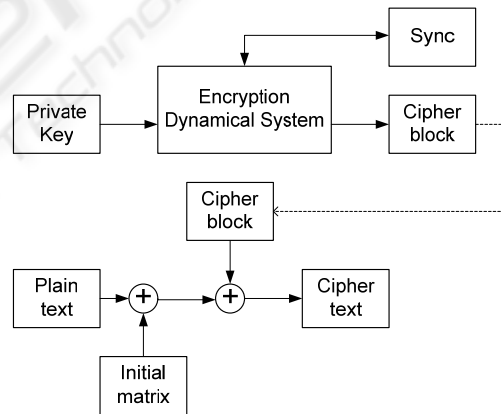 Sync
Encryption
Dynamical System
Private
Key
Cipher
block
Cipher
block
Plain
text
+
+
Cipher
text
Initial
matrix